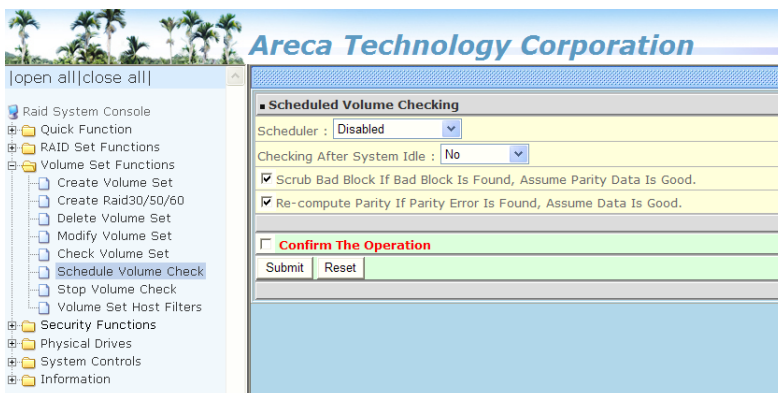 Areca Technology Corporation
|open all|close all|
Raid System Console
Quick Function
RAID Set Functions
Volume Set Functions
Create Volume Set
Create Raid30/50/60
Delete Volume Set
Modify Volume Set
Check Volume Set
Schedule Volume Check
Stop Volume Check
Volume Set Host Filters
Security Functions
Physical Drives
System Controls
Information
Scheduled Volume Checking
Scheduler : Disabled
Checking After System Idle : No
Scrub Bad Block If Bad Block Is Found, Assume Parity Data Is Good.
Re-compute Parity If Parity Error Is Found, Assume Data Is Good.
Confirm The Operation
Submit Reset